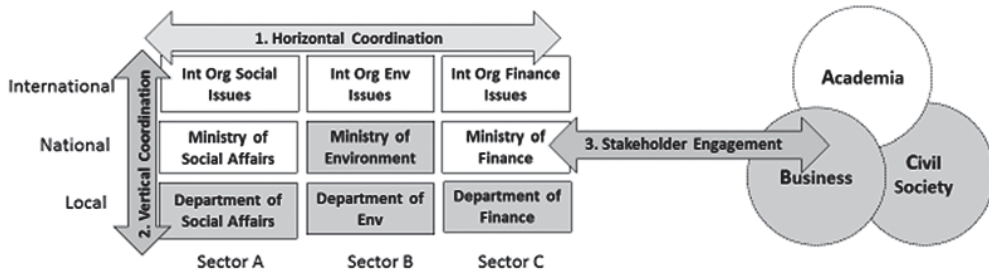 1. Horizontal Coordination
International
National
Local
2. Vertical Coordination
Int Org Social
Issues
Int Org Env
Issues
Int Org Finance
Issues
Ministry of
Social Affairs
Ministry of
Environment
Ministry of
Finance
Department of
Social Affairs
Department of
Env
Department of
Finance
Sector A
Sector B
Sector C
3. Stakeholder Engagement
Academia
Business
Civil
Society